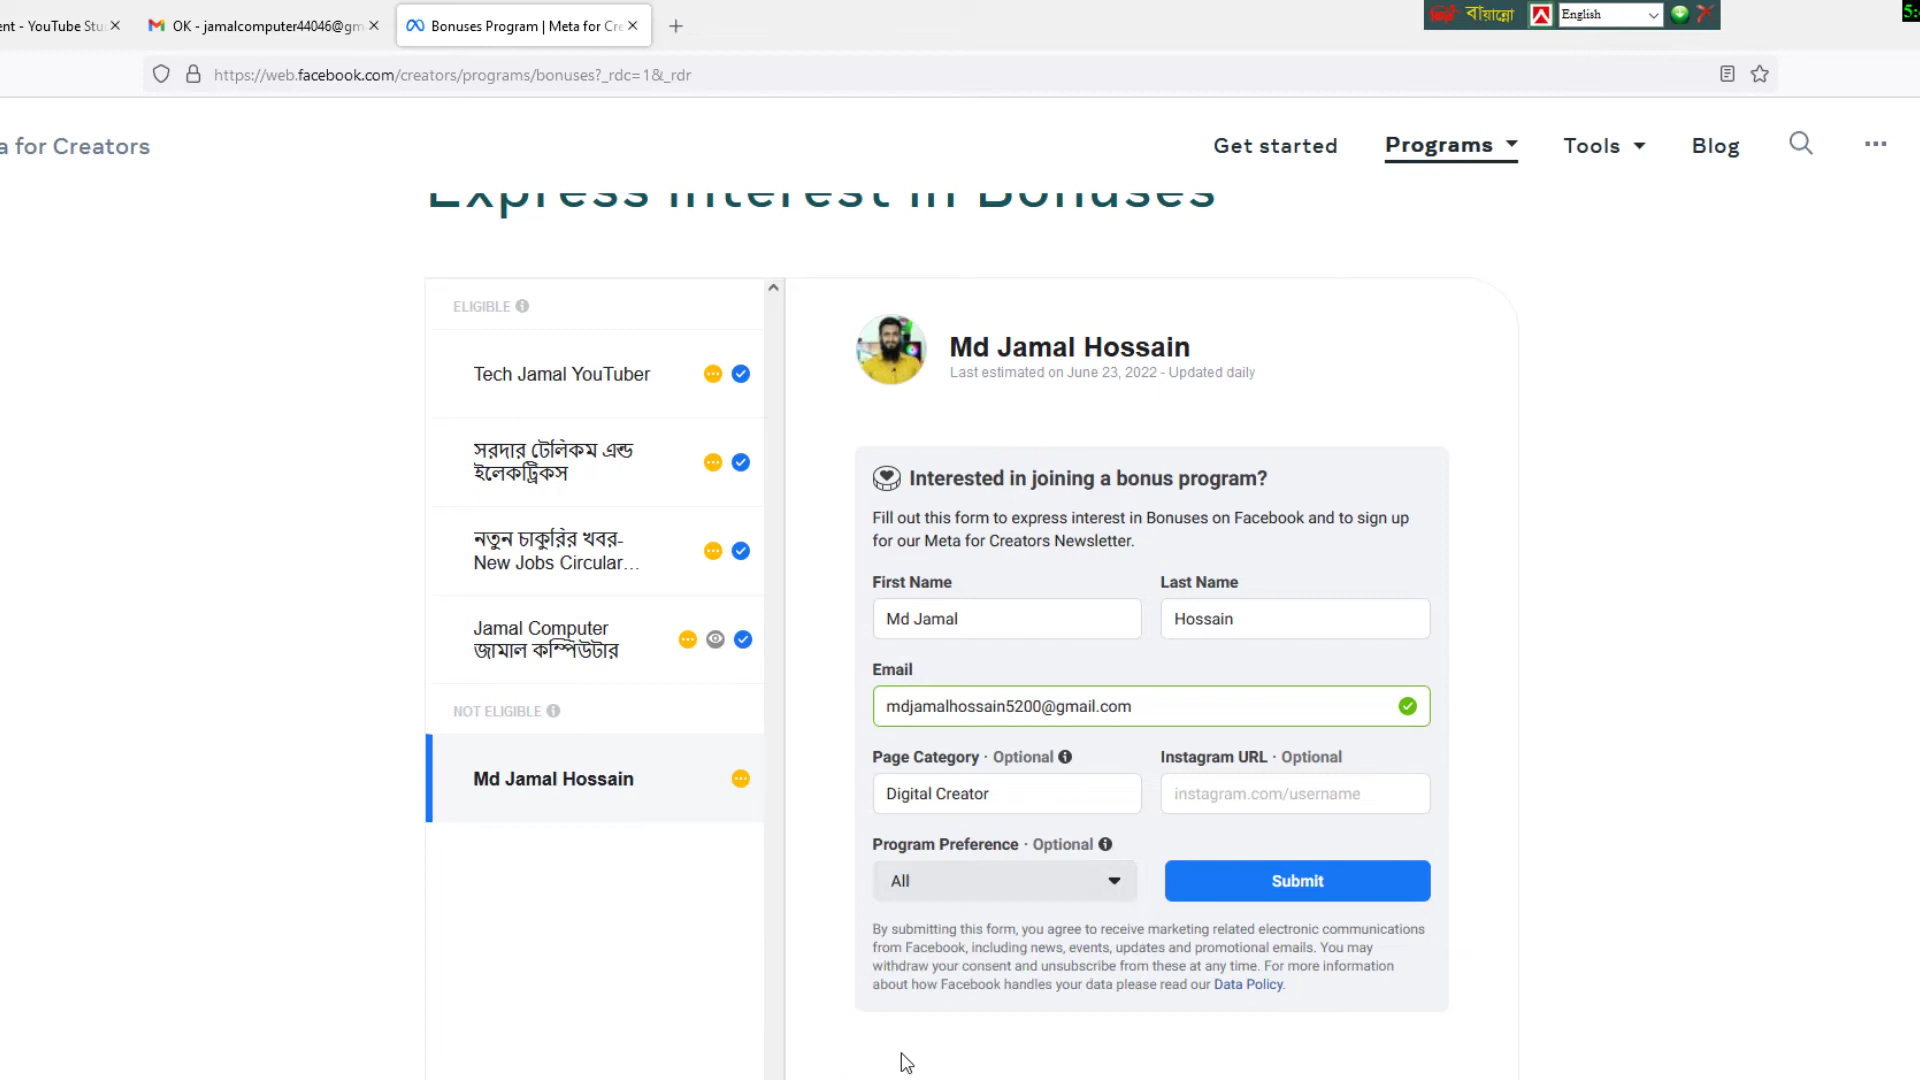 ent - YouTube Stu
OK - jamalcomputer44046@gm
Bonuses Program | Meta for Cre
বাঁয়ান্নো
English
5:
https://web.facebook.com/creators/programs/bonuses?_rdc=1&_rdr
a for Creators
Get started
Programs
Tools
Blog
Express Interest in Bonuses
ELIGIBLE
Tech Jamal YouTuber
সরদার টেলিকম এন্ড
ইলেকট্রিকস
নতুন চাকুরির খবর-
New Jobs Circular...
Jamal Computer
জামাল কম্পিউটার
NOT ELIGIBLE
Md Jamal Hossain
Md Jamal Hossain
Last estimated on June 23, 2022 - Updated daily
Interested in joining a bonus program?
Fill out this form to express interest in Bonuses on Facebook and to sign up
for our Meta for Creators Newsletter.
First Name
Last Name
Md Jamal
Hossain
Email
mdjamalhossain5200@gmail.com
Page Category · Optional
Instagram URL · Optional
Digital Creator
instagram.com/username
Program Preference · Optional
All
Submit
By submitting this form, you agree to receive marketing related electronic communications
from Facebook, including news, events, updates and promotional emails. You may
withdraw your consent and unsubscribe from these at any time. For more information
about how Facebook handles your data please read our Data Policy.